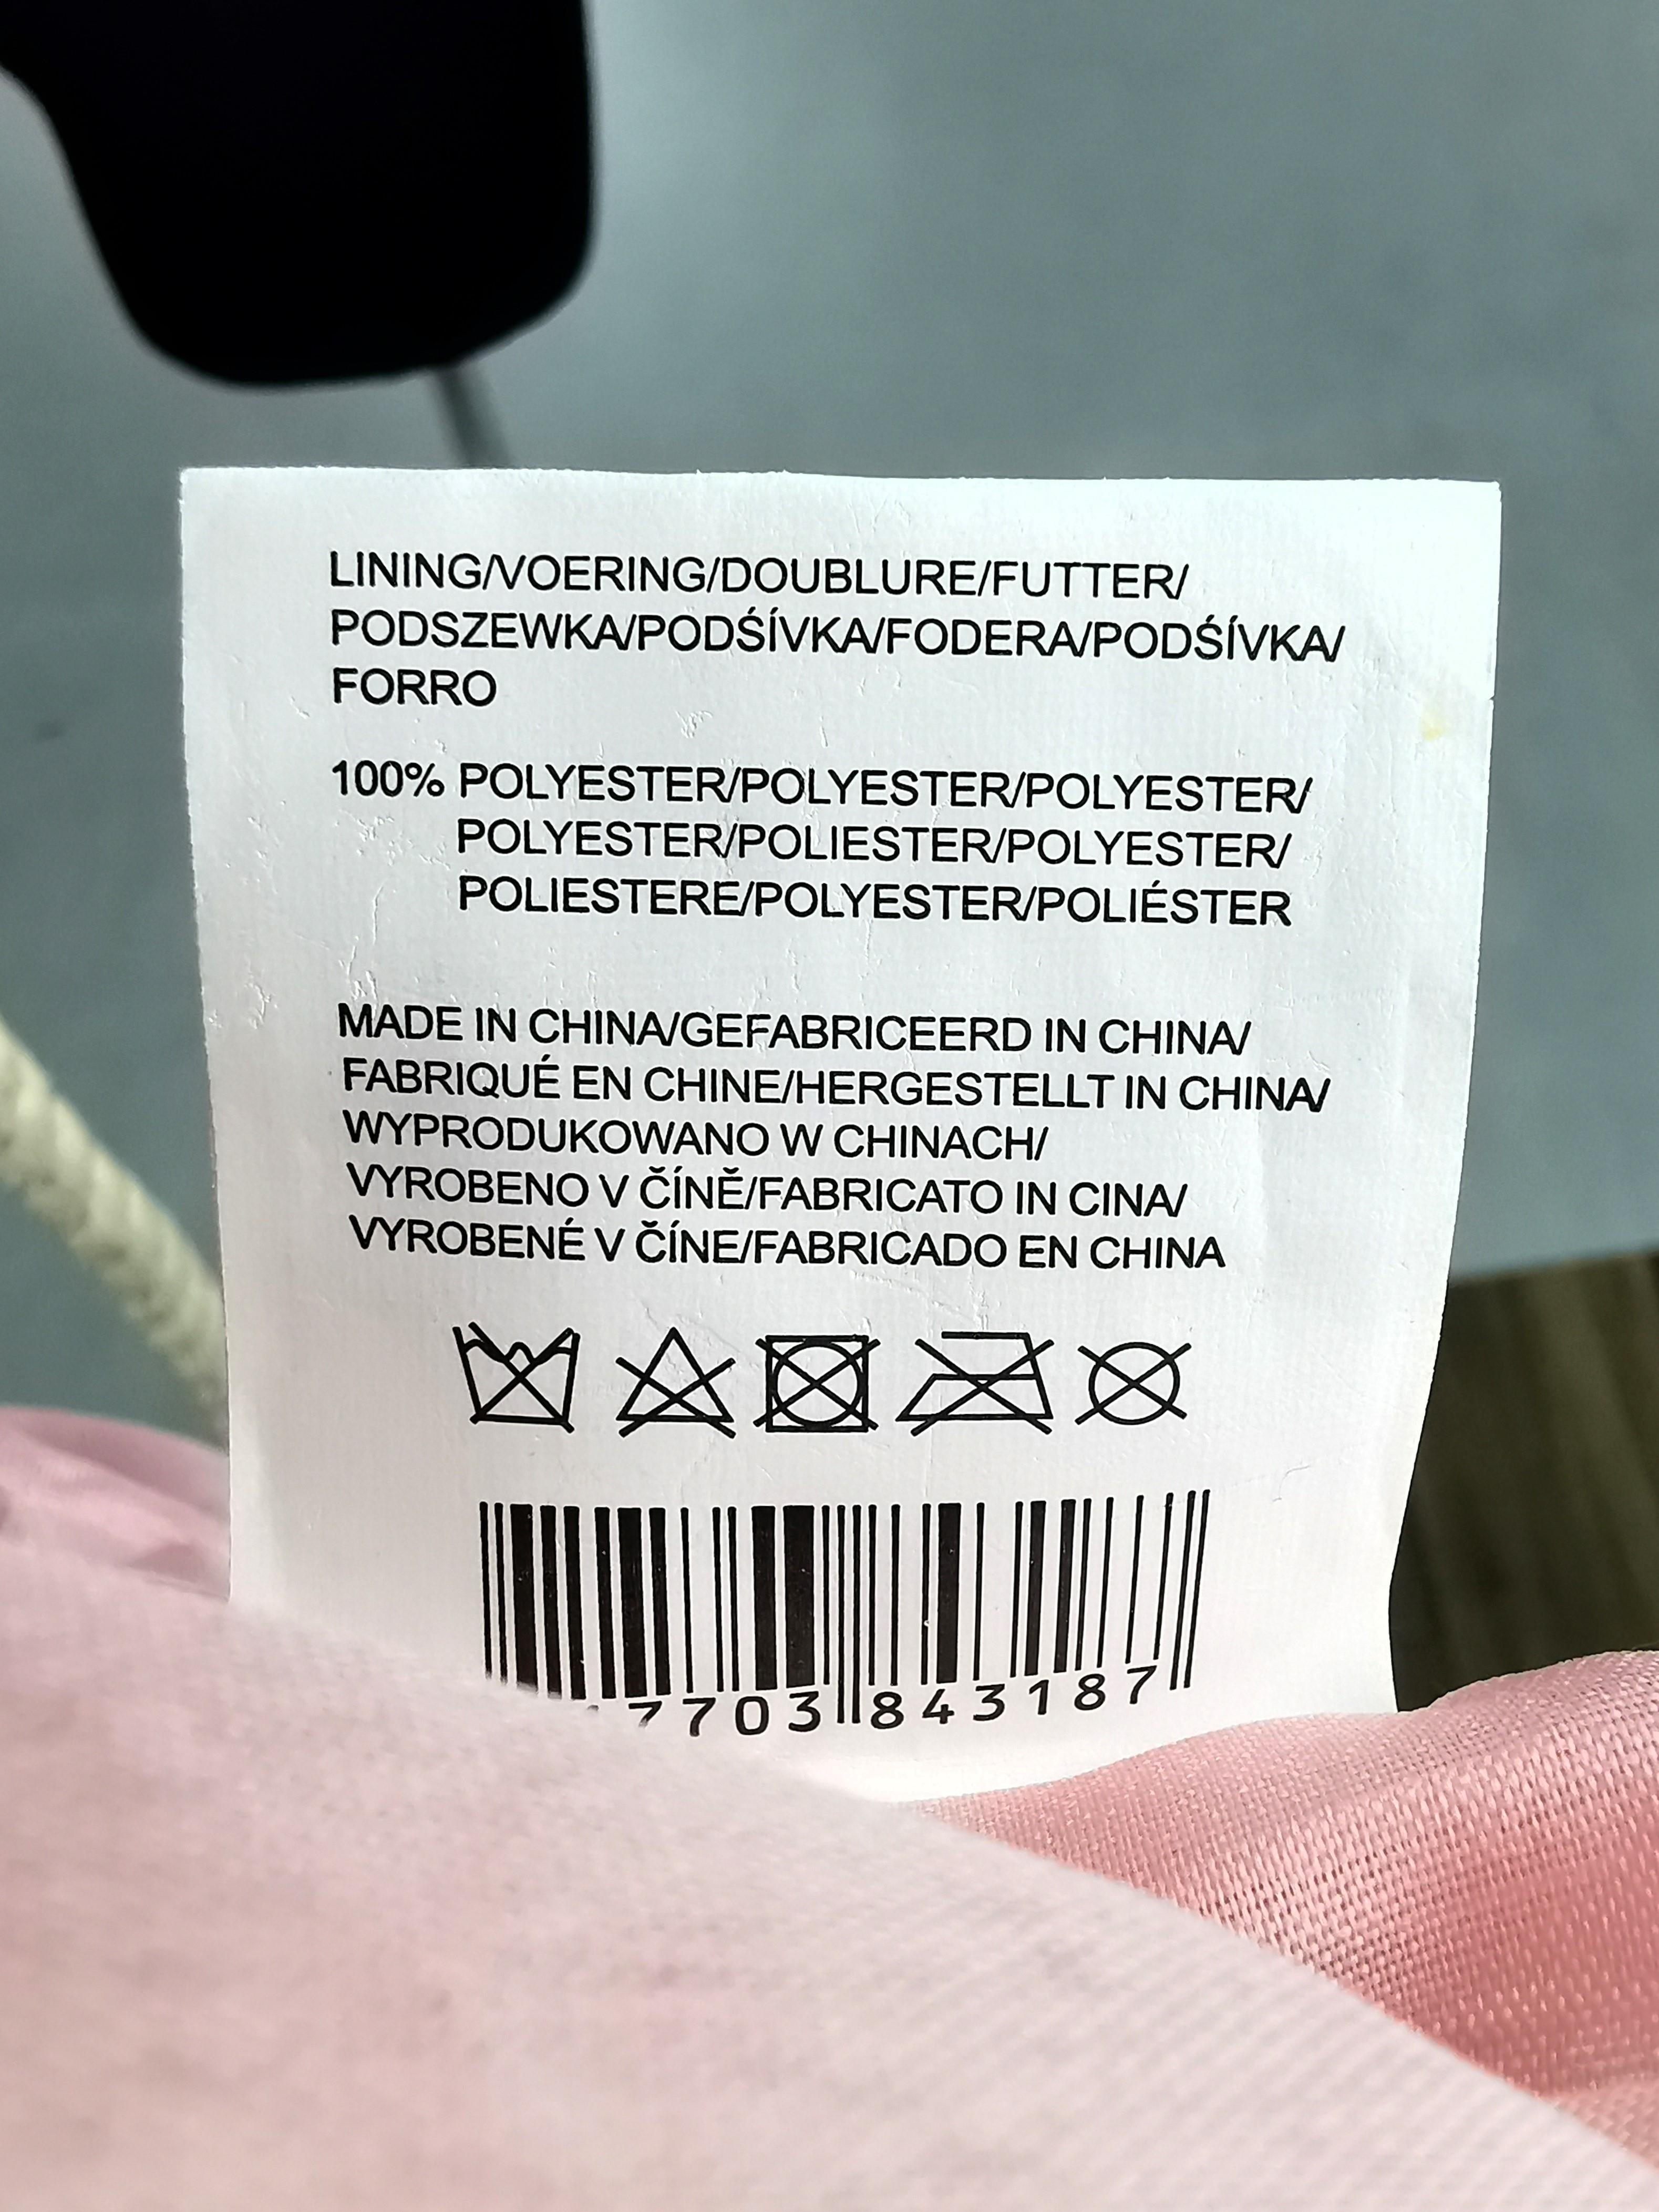 LINING/VOERING/DOUBLURE/FUTTER/
PODSZEWKA/PODŚÍVKA/FODERA/PODŚÍVKA/
FORRO
100% POLYESTER/POLYESTER/POLYESTER/
POLYESTER/POLIESTER/POLYESTER/
POLIESTERE/POLYESTER/POLIÉSTER
MADE IN CHINA/GEFABRICEERD IN CHINA/
FABRIQUÉ EN CHINE/HERGESTELLT IN CHINA/
WYPRODUKOWANO W CHINACH/
VYROBENO V ČÍNĚ/FABRICATO IN CINA/
VYROBENÉ V ČÍNE/FABRICADO EN CHINA
7703 843187